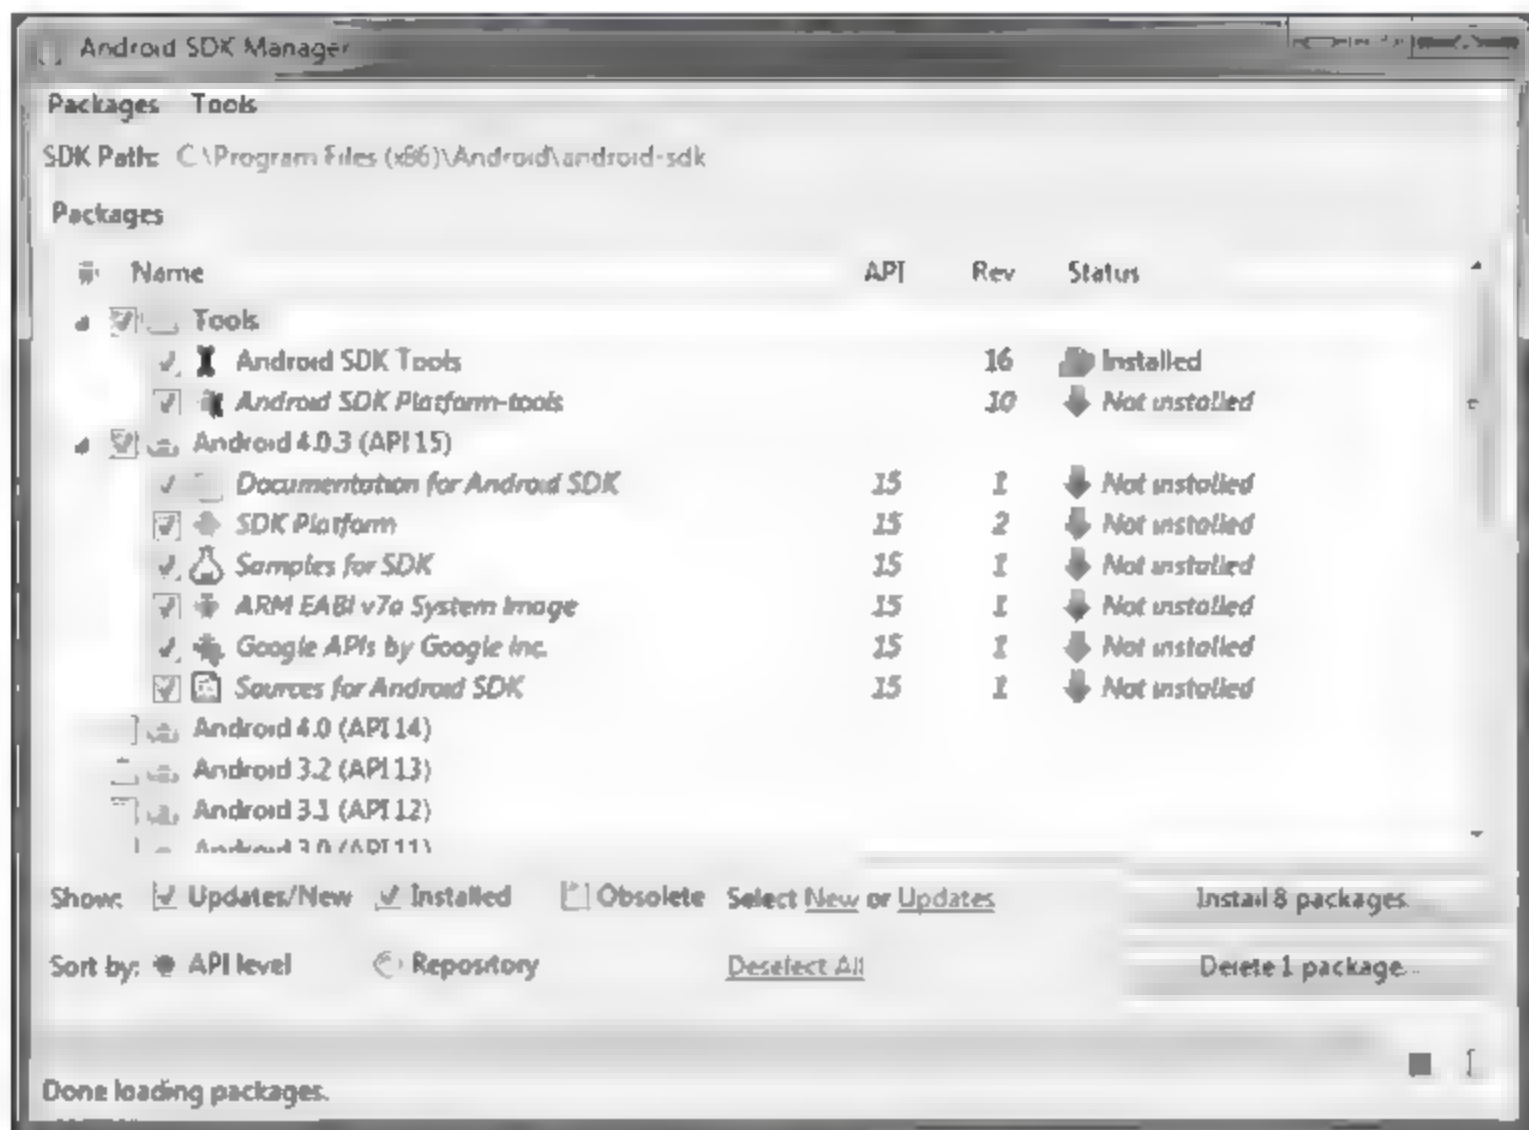 Android SDK Manager
Packages Tools
SDK Path: C:\Program Files (x86)\Android\android-sdk
Packages
Name API Rev Status
Tools
Android SDK Tools 16 Installed
Android SDK Platform-tools 10 Not installed
Android 4.0.3 (API 15)
Documentation for Android SDK 15 1 Not installed
SDK Platform 15 2 Not installed
Samples for SDK 15 1 Not installed
ARM EABI v7a System Image 15 1 Not installed
Google APIs by Google Inc. 15 1 Not installed
Sources for Android SDK 15 1 Not installed
Android 4.0 (API 14)
Android 3.2 (API 13)
Android 3.1 (API 12)
Android 3.0 (API 11)
Show: Updates/New Installed Obsolete Select New or Updates Install 8 packages...
Sort by: API level Repository Deselect All Delete 1 package...
Done loading packages.